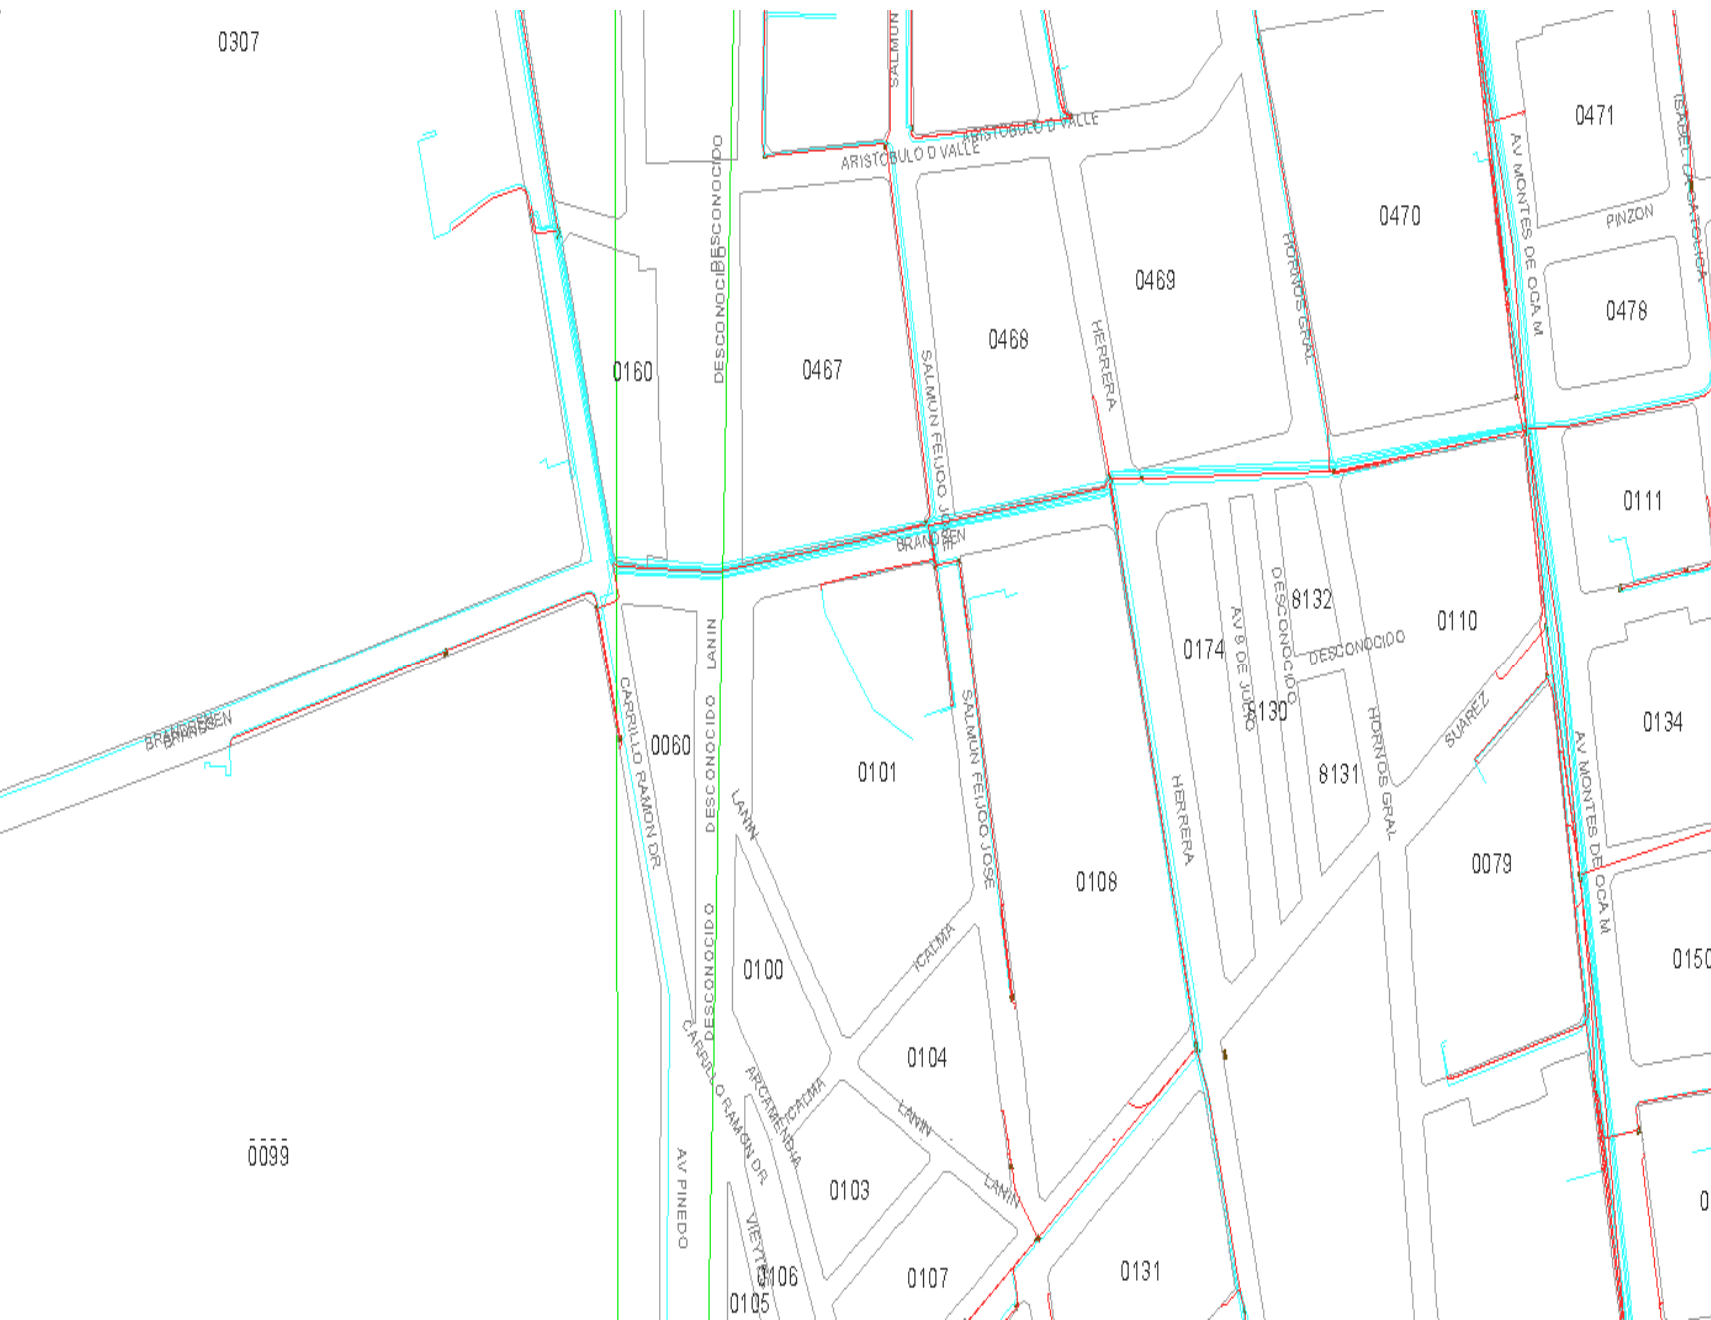 0307
SALMUN
ARISTOBULO D VALLE
ARISTOBULO D VALLE
0471
ISABEL LA CATOLICA
AV MONTES DE OCA M
PINZON
0470
DESCONOCIDO
DESCONOCIDO
HORNOS GRAL
0469
0478
0468
HERRERA
0160
0467
SALMUN FEIJOO JOSE
BRANDSEN
0111
8132
DESCONOCIDO
DESCONOCIDO
0110
0174
AV 9 DE JULIO
8130
LANIN
CARRILLO RAMON DR
BRANDSEN
BRANDSEN
0060
DESCONOCIDO
0101
SALMUN FEIJOO JOSE
SUAREZ
0134
HORNOS GRAL
8131
HERRERA
AV MONTES DE OCA M
LANIN
0079
0108
ICALMA
DESCONOCIDO
0100
0150
0104
CARRILLO RAMON DR
ARCAMENDIA
ICALMA
LANIN
0099
AV PINEDO
0103
LANIN
VIEYTES
0106
0107
0131
0105